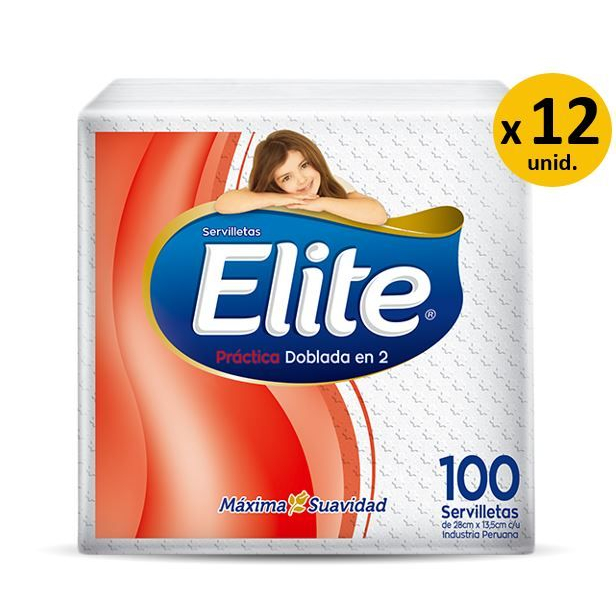 x 12
unid.
Servilletas
Elite®
Práctica Doblada en 2
Máxima Suavidad
100
Servilletas
de 28cm x 13,5cm c/u
Industria Peruana